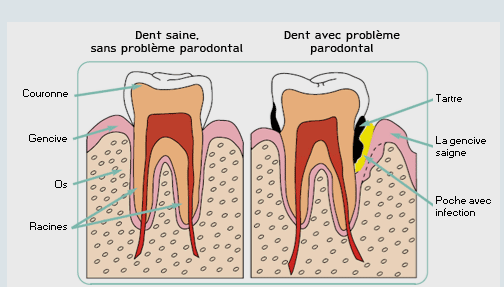 Dent saine,
sans problème parodontal
Dent avec problème
parodontal
Couronne
Gencive
Os
Racines
Tartre
La gencive
saigne
Poche avec
infection